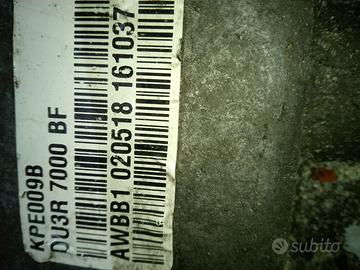 KPE009B
DU3R 7000 BF
AWBB1 020518 161037
subito